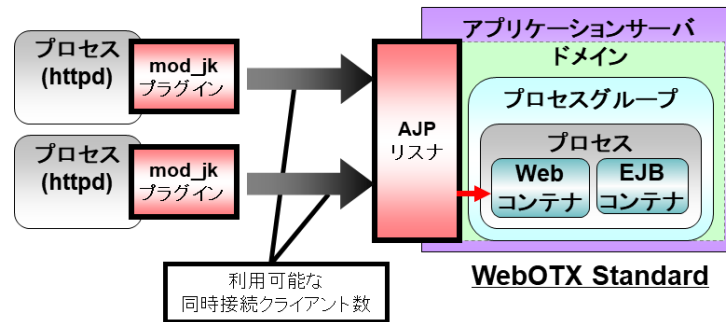 プロセス
(httpd)
mod_jk
プラグイン
プロセス
(httpd)
mod_jk
プラグイン
利用可能な
同時接続クライアント数
AJP
リスナ
アプリケーションサーバ
ドメイン
プロセスグループ
プロセス
Web
コンテナ
EJB
コンテナ
WebOTX Standard